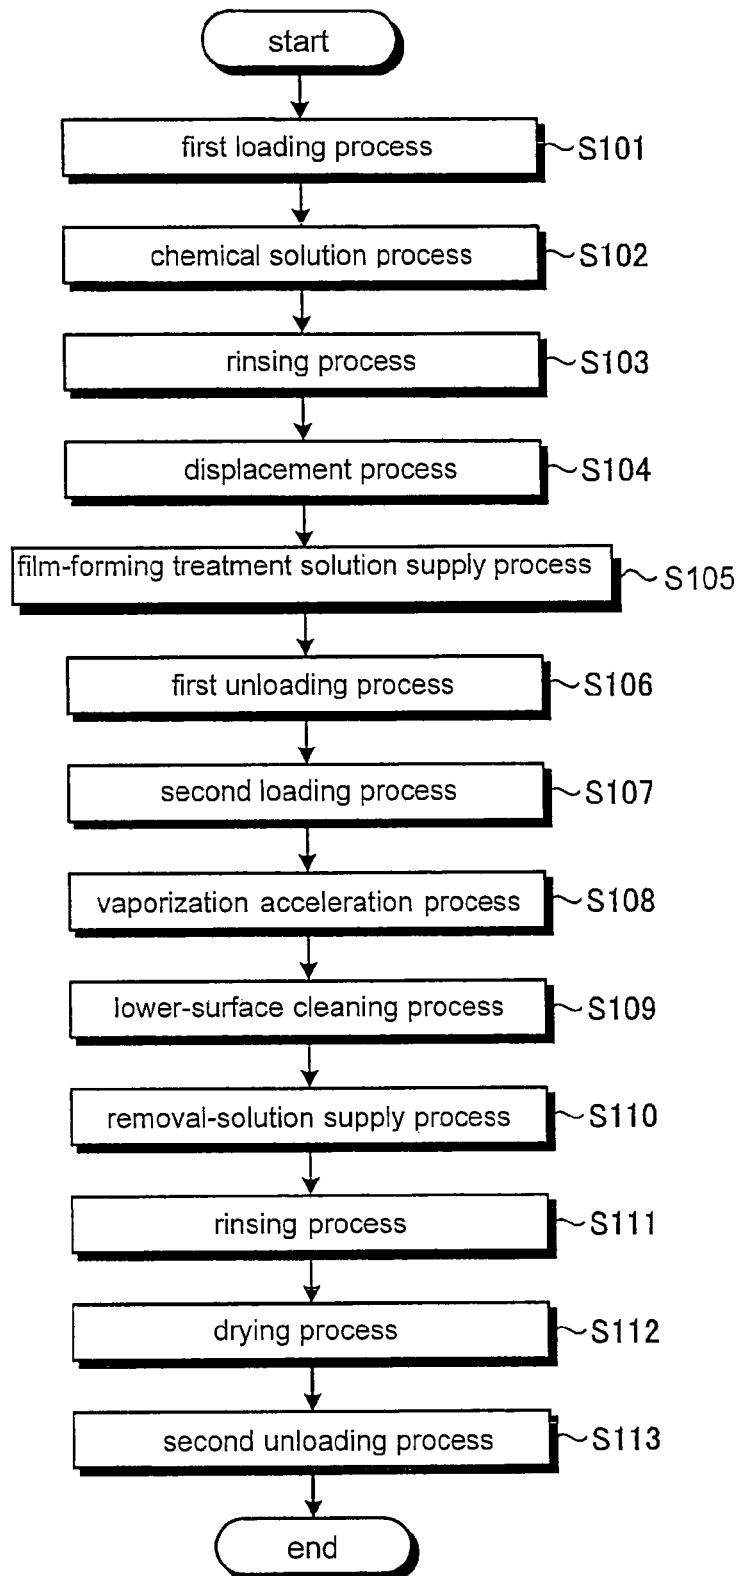 start
first loading process S101
chemical solution process S102
rinsing process S103
displacement process S104
film-forming treatment solution supply process S105
first unloading process S106
second loading process S107
vaporization acceleration process S108
lower-surface cleaning process S109
removal-solution supply process S110
rinsing process S111
drying process S112
second unloading process S113
end